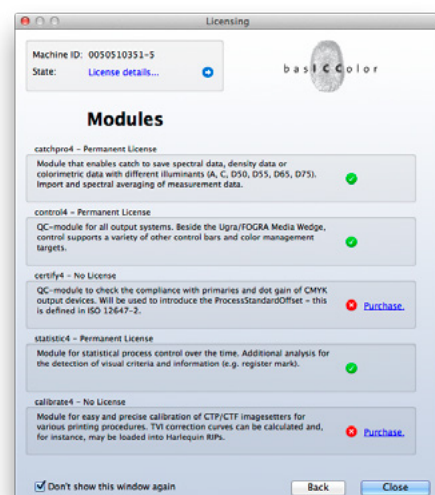 Licensing
Machine ID: 0050510351-5
State: License details...
basICColor
Modules
catchpro4 - Permanent License
Module that enables catch to save spectral data, density data or
colorimetric data with different illuminants (A, C, D50, D55, D65, D75).
Import and spectral averaging of measurement data.
control4 - Permanent License
QC-module for all output systems. Beside the Ugra/FOGRA Media Wedge,
control supports a variety of other control bars and color management
targets.
certify4 - No License
QC-module to check the compliance with primaries and dot gain of CMYK
output devices. Will be used to introduce the ProcessStandardOffset - this
is defined in ISO 12647-2.
Purchase.
statistic4 - Permanent License
Module for statistical process control over the time. Additional analysis for
the detection of visual criteria and information (e.g. register mark).
calibrate4 - No License
Module for easy and precise calibration of CTP/CTF imagesetters for
various printing procedures. TVI correction curves can be calculated and,
for instance, may be loaded into Harlequin RIPs.
Purchase.
Don't show this window again
Back
Close